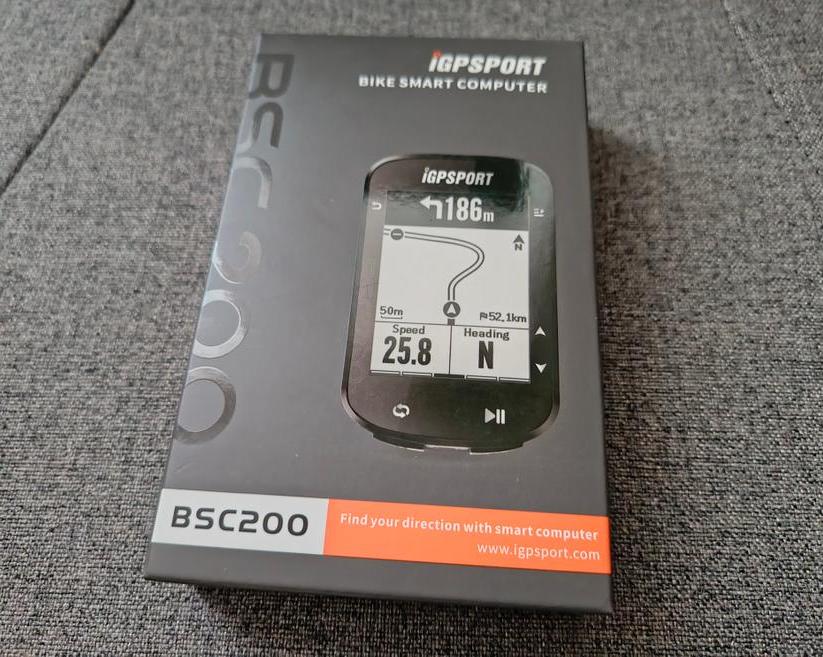 iGPSPORT
BIKE SMART COMPUTER
BSC200
iGPSPORT
186m
N
50m
52.1km
Speed
Heading
25.8
N
BSC200
Find your direction with smart computer
www.igpsport.com